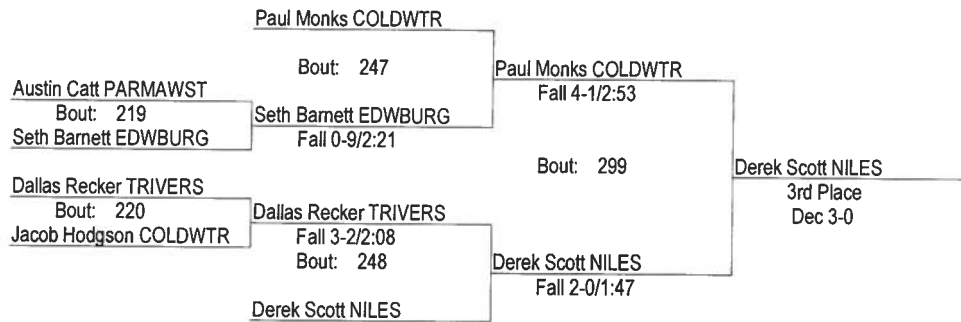 Paul Monks COLDWTR
Bout: 247
Paul Monks COLDWTR
Fall 4-1/2:53
Austin Catt PARMAWST
Bout: 219
Seth Barnett EDWBURG
Seth Barnett EDWBURG
Fall 0-9/2:21
Bout: 299
Derek Scott NILES
3rd Place
Dec 3-0
Dallas Recker TRIVERS
Bout: 220
Jacob Hodgson COLDWTR
Dallas Recker TRIVERS
Fall 3-2/2:08
Bout: 248
Derek Scott NILES
Fall 2-0/1:47
Derek Scott NILES